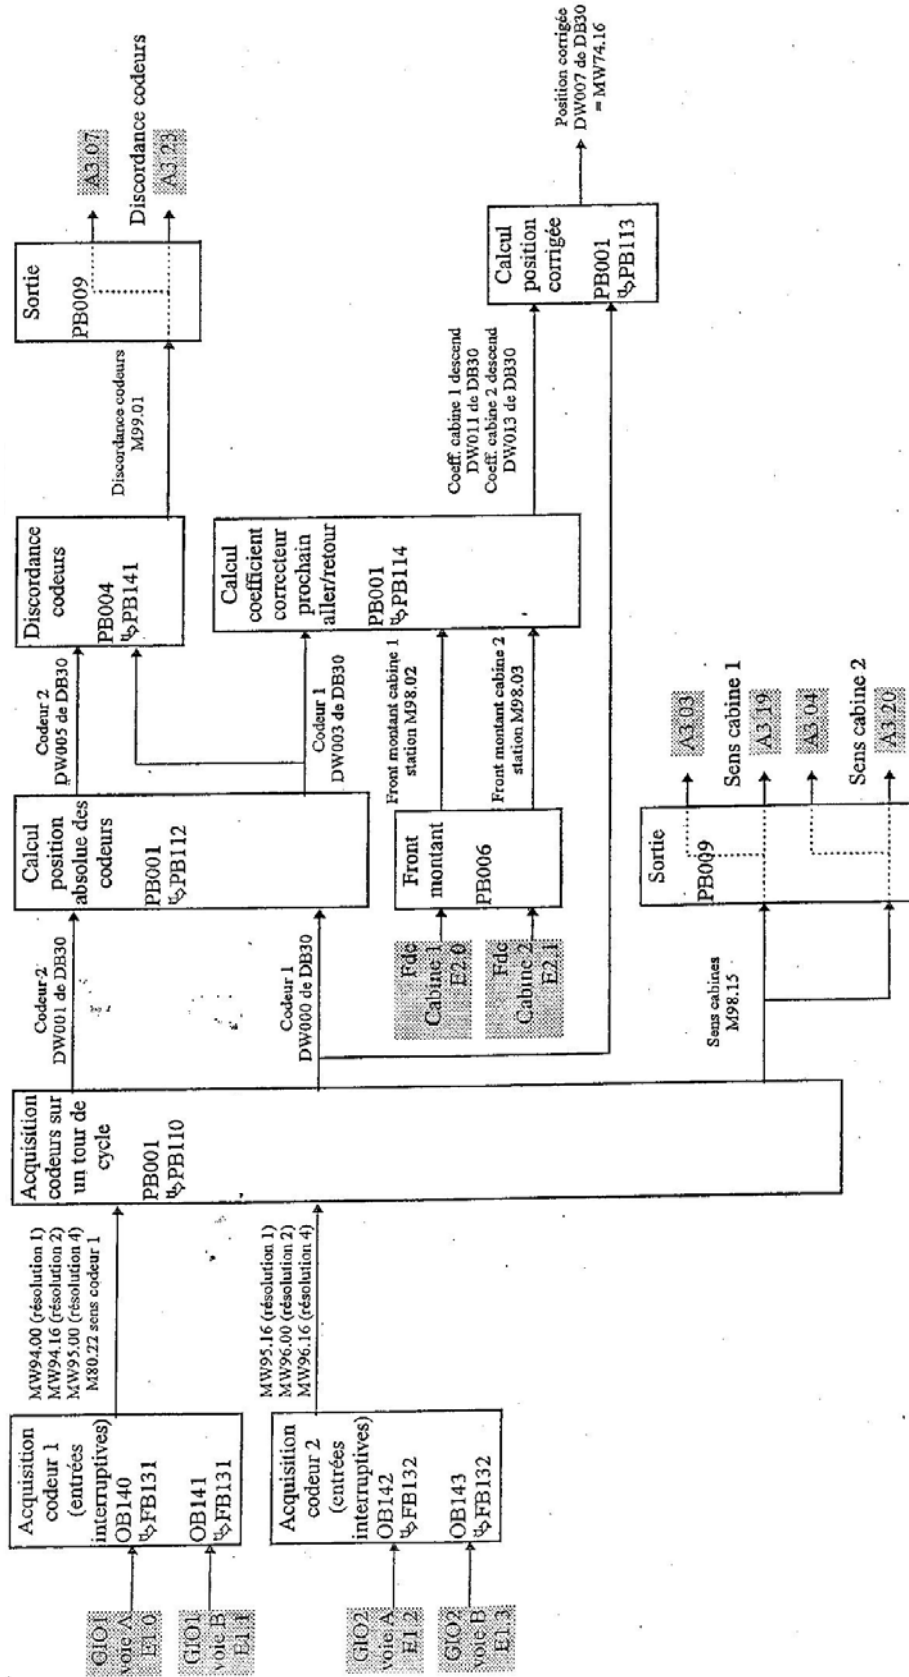 GIO1
voie A
E1.0
GIO1
voie B
E1.1
GIO2
voie A
E1.2
GIO2
voie B
E1.3
Acquisition
codeur 1
(entrées
interruptives)
OB140
↳FB131
OB141
↳FB131
Acquisition
codeur 2
(entrées
interruptives)
OB142
↳FB132
OB143
↳FB132
MW94.00 (résolution 1)
MW94.16 (résolution 2)
MW95.00 (résolution 4)
M80.22 sens codeur 1
MW95.16 (résolution 1)
MW96.00 (résolution 2)
MW96.16 (résolution 4)
Acquisition
codeurs sur
un tour de
cycle
PB001
↳PB110
Codeur 2
DW001 de DB30
Codeur 1
DW000 de DB30
Sens cabines
M98.15
Calcul
position
absolue des
codeurs
PB001
↳PB112
Fdc
Cabine 1
E2.0
Fdc
Cabine 2
E2.1
Front
montant
PB006
Sortie
PB009
A3.03
Sens cabine 1
A3.19
A3.04
Sens cabine 2
A3.20
Codeur 2
DW005 de DB30
Codeur 1
DW003 de DB30
Front montant cabine 1
station M98.02
Front montant cabine 2
station M98.03
Discordance
codeurs
PB004
↳PB141
Calcul
coefficient
correcteur
prochain
aller/retour
PB001
↳PB114
Discordance codeurs
M99.01
Coeff. cabine 1 descend
DW011 de DB30
Coeff. cabine 2 descend
DW013 de DB30
Sortie
PB009
A3.07
Discordance codeurs
A3.23
Calcul
position
corrigée
PB001
↳PB113
Position corrigée
DW007 de DB30
= MW74.16